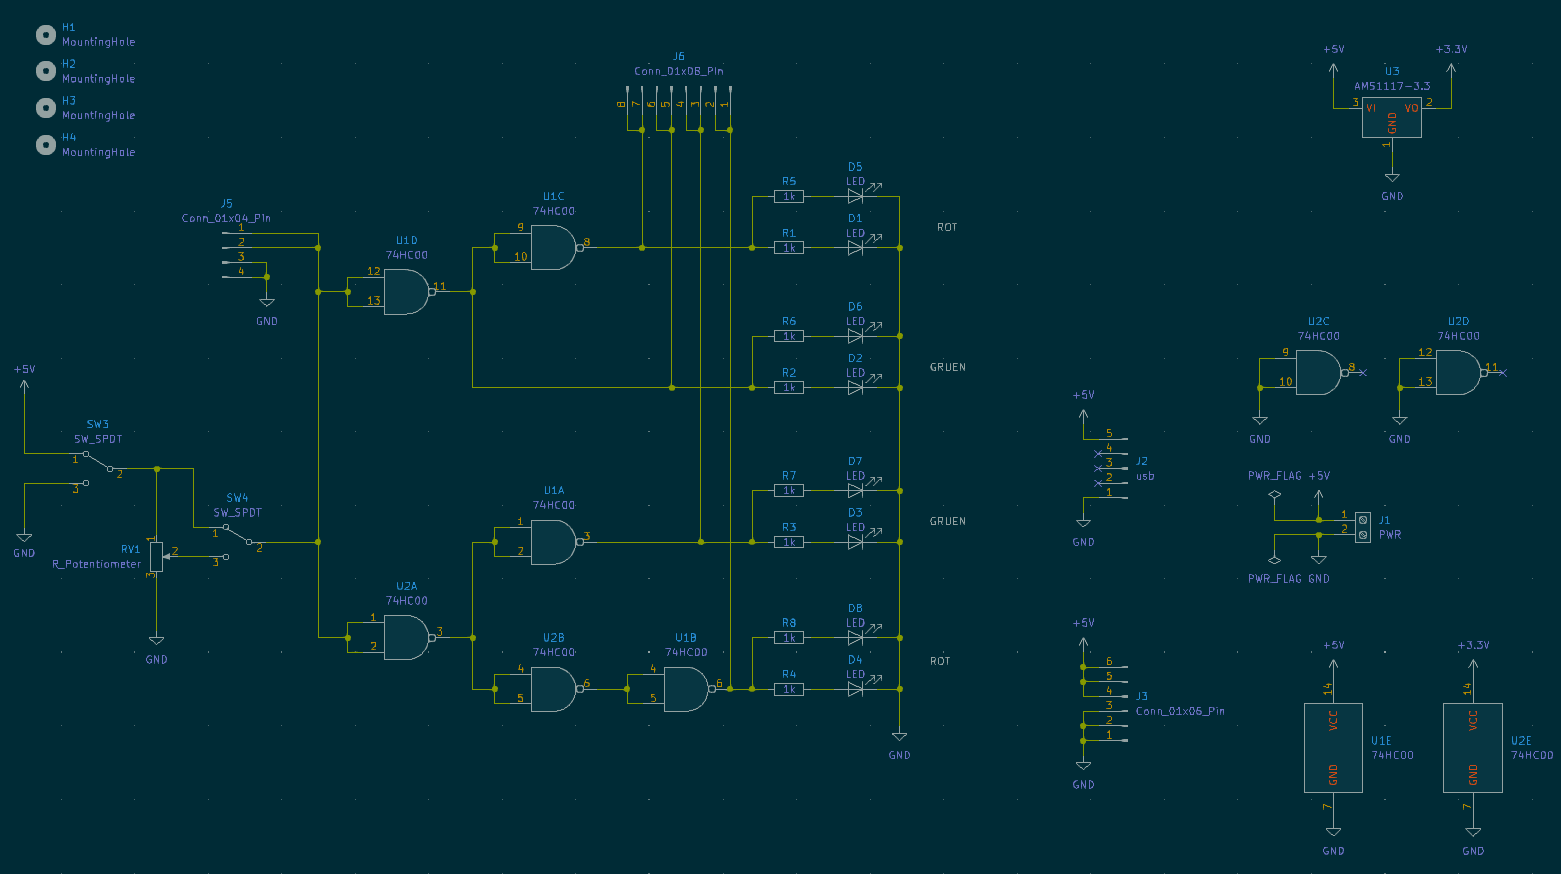 H1
MountingHole
H2
MountingHole
H3
MountingHole
H4
MountingHole
J6
Conn_01x08_Pin
8 7 6 5 4 3 2 1
+5V +3.3V
U3
AMS1117-3.3
3 VI VO 2
GND
1
GND
J5
Conn_01x04_Pin
1
2
3
4
GND
U1D
74HC00
12
13
11
U1C
74HC00
9
10
8
R5
1k
D5
LED
R1
1k
D1
LED
ROT
R6
1k
D6
LED
R2
1k
D2
LED
GRUEN
U2C
74HC00
9
10
8
GND
U2D
74HC00
12
13
11
GND
+5V
SW3
SW_SPDT
1
2
3
GND
SW4
SW_SPDT
1
2
3
RV1
R_Potentiometer
1
2
3
GND
U1A
74HC00
1
2
3
R7
1k
D7
LED
R3
1k
D3
LED
GRUEN
+5V
5
4
3
2
1
J2
usb
GND
PWR_FLAG +5V
1
2
J1
PWR
PWR_FLAG GND
U2A
74HC00
1
2
3
U2B
74HC00
4
5
6
U1B
74HC00
4
5
6
R8
1k
D8
LED
R4
1k
D4
LED
ROT
GND
+5V
6
5
4
3
2
1
J3
Conn_01x06_Pin
GND
+5V
14
VCC
GND
7
U1E
74HC00
GND
+3.3V
14
VCC
GND
7
U2E
74HC00
GND